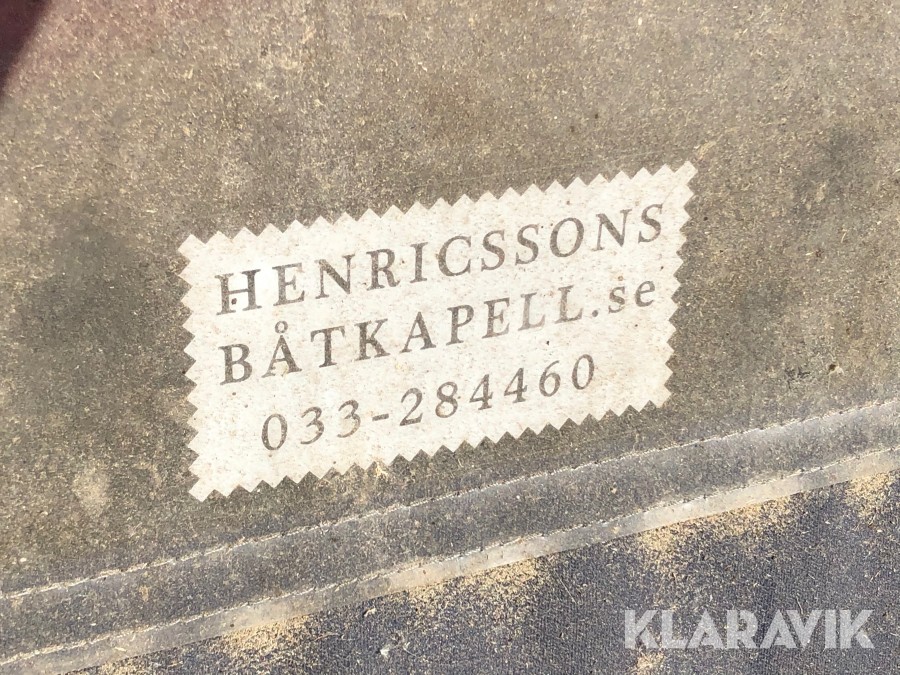 HENRICSSONS
BÅTKAPELL.se
033-284460
KLARAVIK